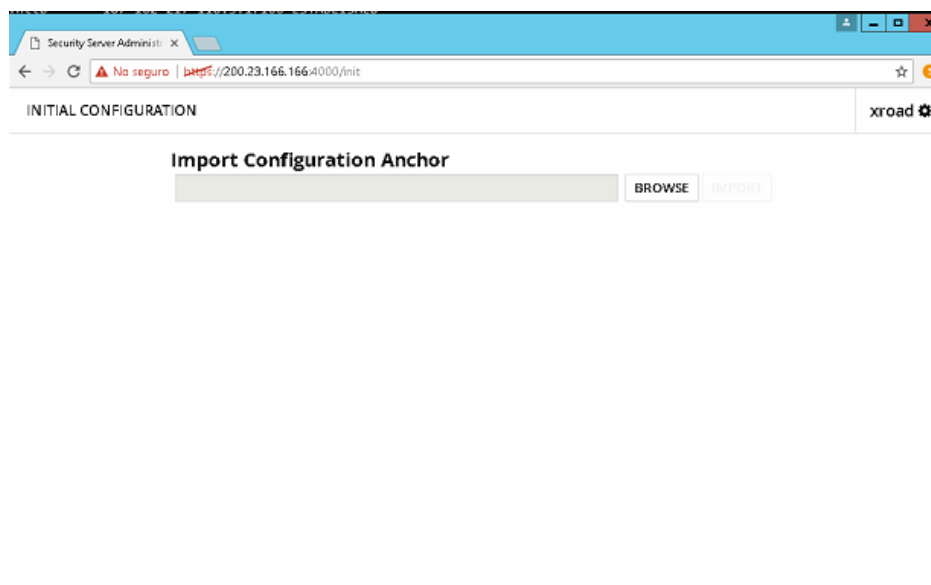 Security Server Administr
No seguro | https://200.23.166.166:4000/init
INITIAL CONFIGURATION
xroad
Import Configuration Anchor
BROWSE
IMPORT